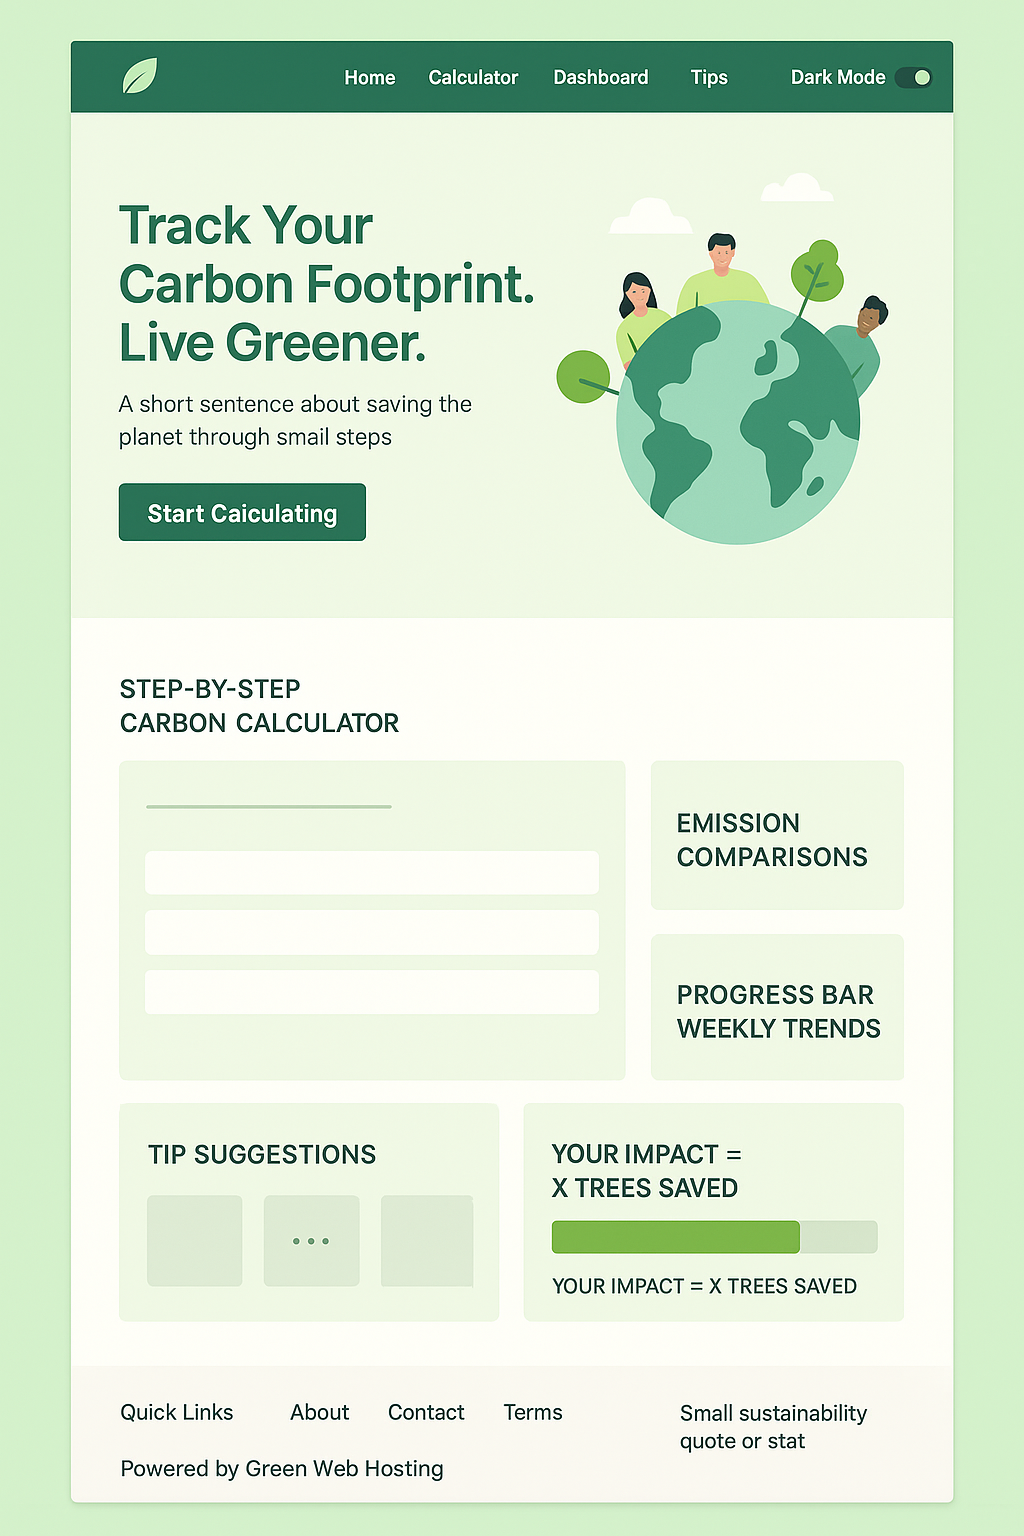 Home Calculator Dashboard Tips Dark Mode
Track Your
Carbon Footprint.
Live Greener.
A short sentence about saving the
planet through smail steps
Start Caiculating
STEP-BY-STEP
CARBON CALCULATOR
EMISSION
COMPARISONS
PROGRESS BAR
WEEKLY TRENDS
TIP SUGGESTIONS
YOUR IMPACT =
X TREES SAVED
YOUR IMPACT = X TREES SAVED
Quick Links About Contact Terms
Small sustainability
quote or stat
Powered by Green Web Hosting